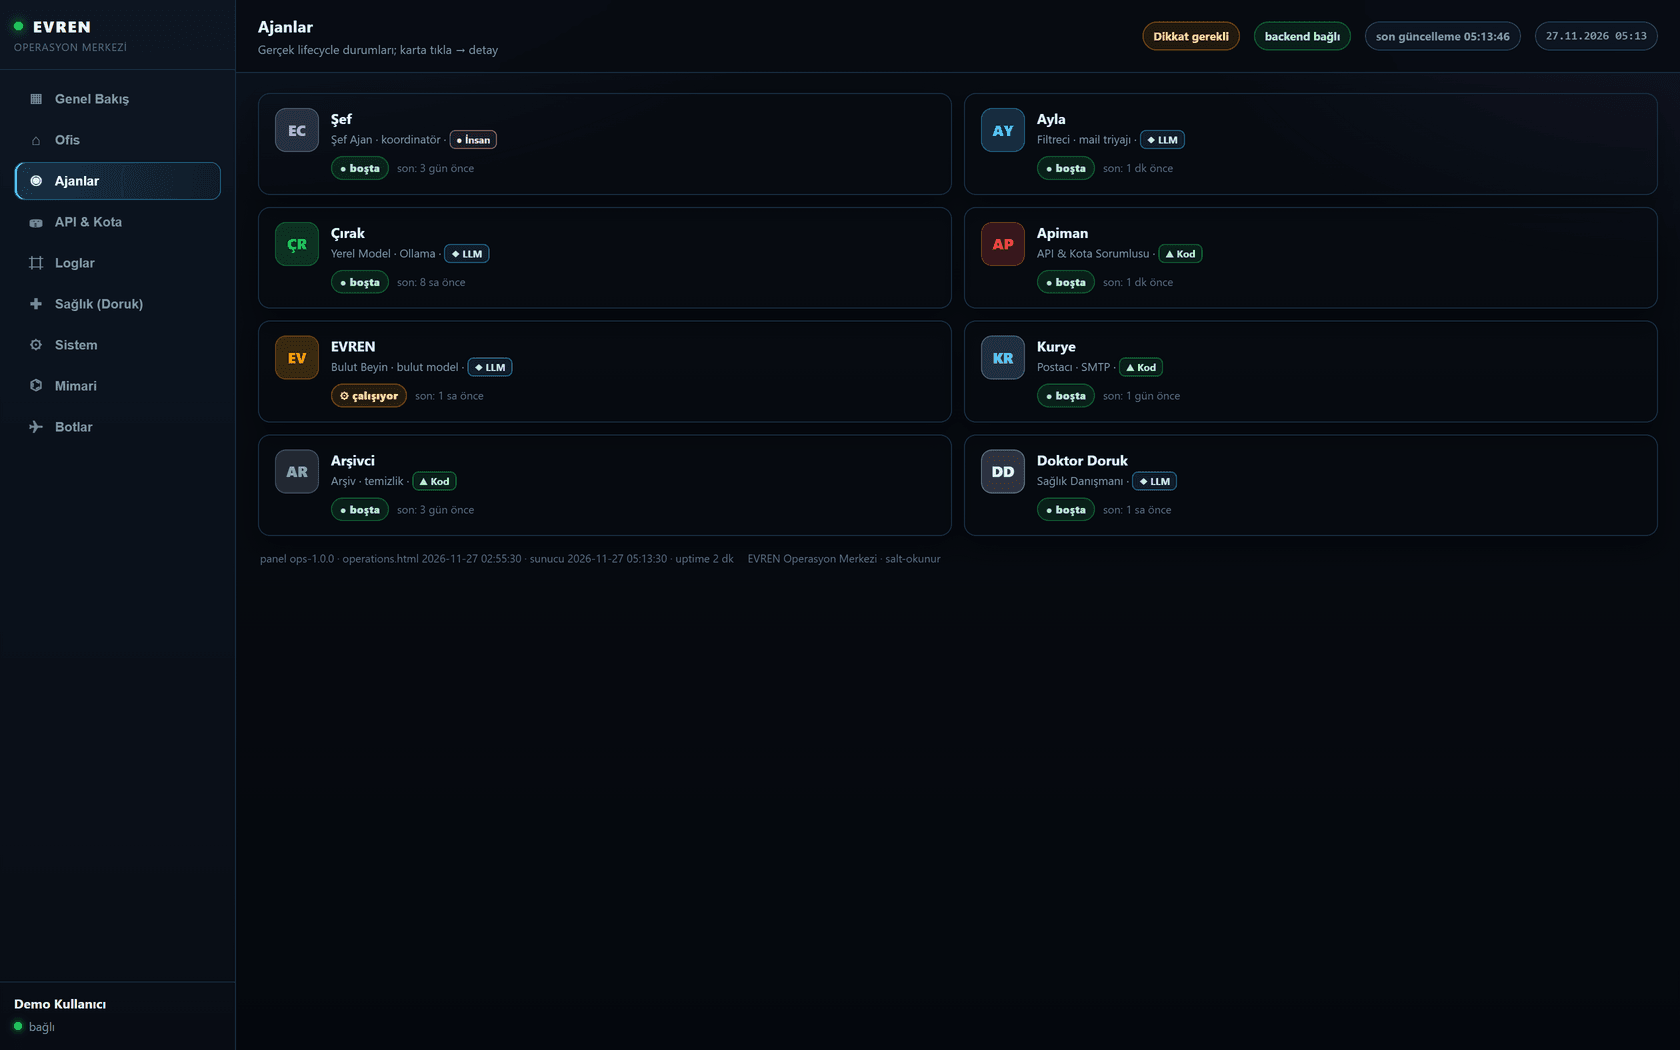 EVREN
OPERASYON MERKEZİ
Genel Bakış
Ofis
Ajanlar
API & Kota
Loglar
Sağlık (Doruk)
Sistem
Mimari
Botlar
Demo Kullanıcı
bağlı
Ajanlar
Gerçek lifecycle durumları; karta tıkla → detay
Dikkat gerekli
backend bağlı
son güncelleme 05:13:46
27.11.2026 05:13
EC
Şef
Şef Ajan · koordinatör · ● İnsan
● boşta son: 3 gün önce
AY
Ayla
Filtreci · mail triyajı · ◆ LLM
● boşta son: 1 dk önce
ÇR
Çırak
Yerel Model · Ollama · ◆ LLM
● boşta son: 8 sa önce
AP
Apiman
API & Kota Sorumlusu · ▲ Kod
● boşta son: 1 dk önce
EV
EVREN
Bulut Beyin · bulut model · ◆ LLM
⚙ çalışıyor son: 1 sa önce
KR
Kurye
Postacı · SMTP · ▲ Kod
● boşta son: 1 gün önce
AR
Arşivci
Arşiv · temizlik · ▲ Kod
● boşta son: 3 gün önce
DD
Doktor Doruk
Sağlık Danışmanı · ◆ LLM
● boşta son: 1 sa önce
panel ops-1.0.0 · operations.html 2026-11-27 02:55:30 · sunucu 2026-11-27 05:13:30 · uptime 2 dk EVREN Operasyon Merkezi · salt-okunur